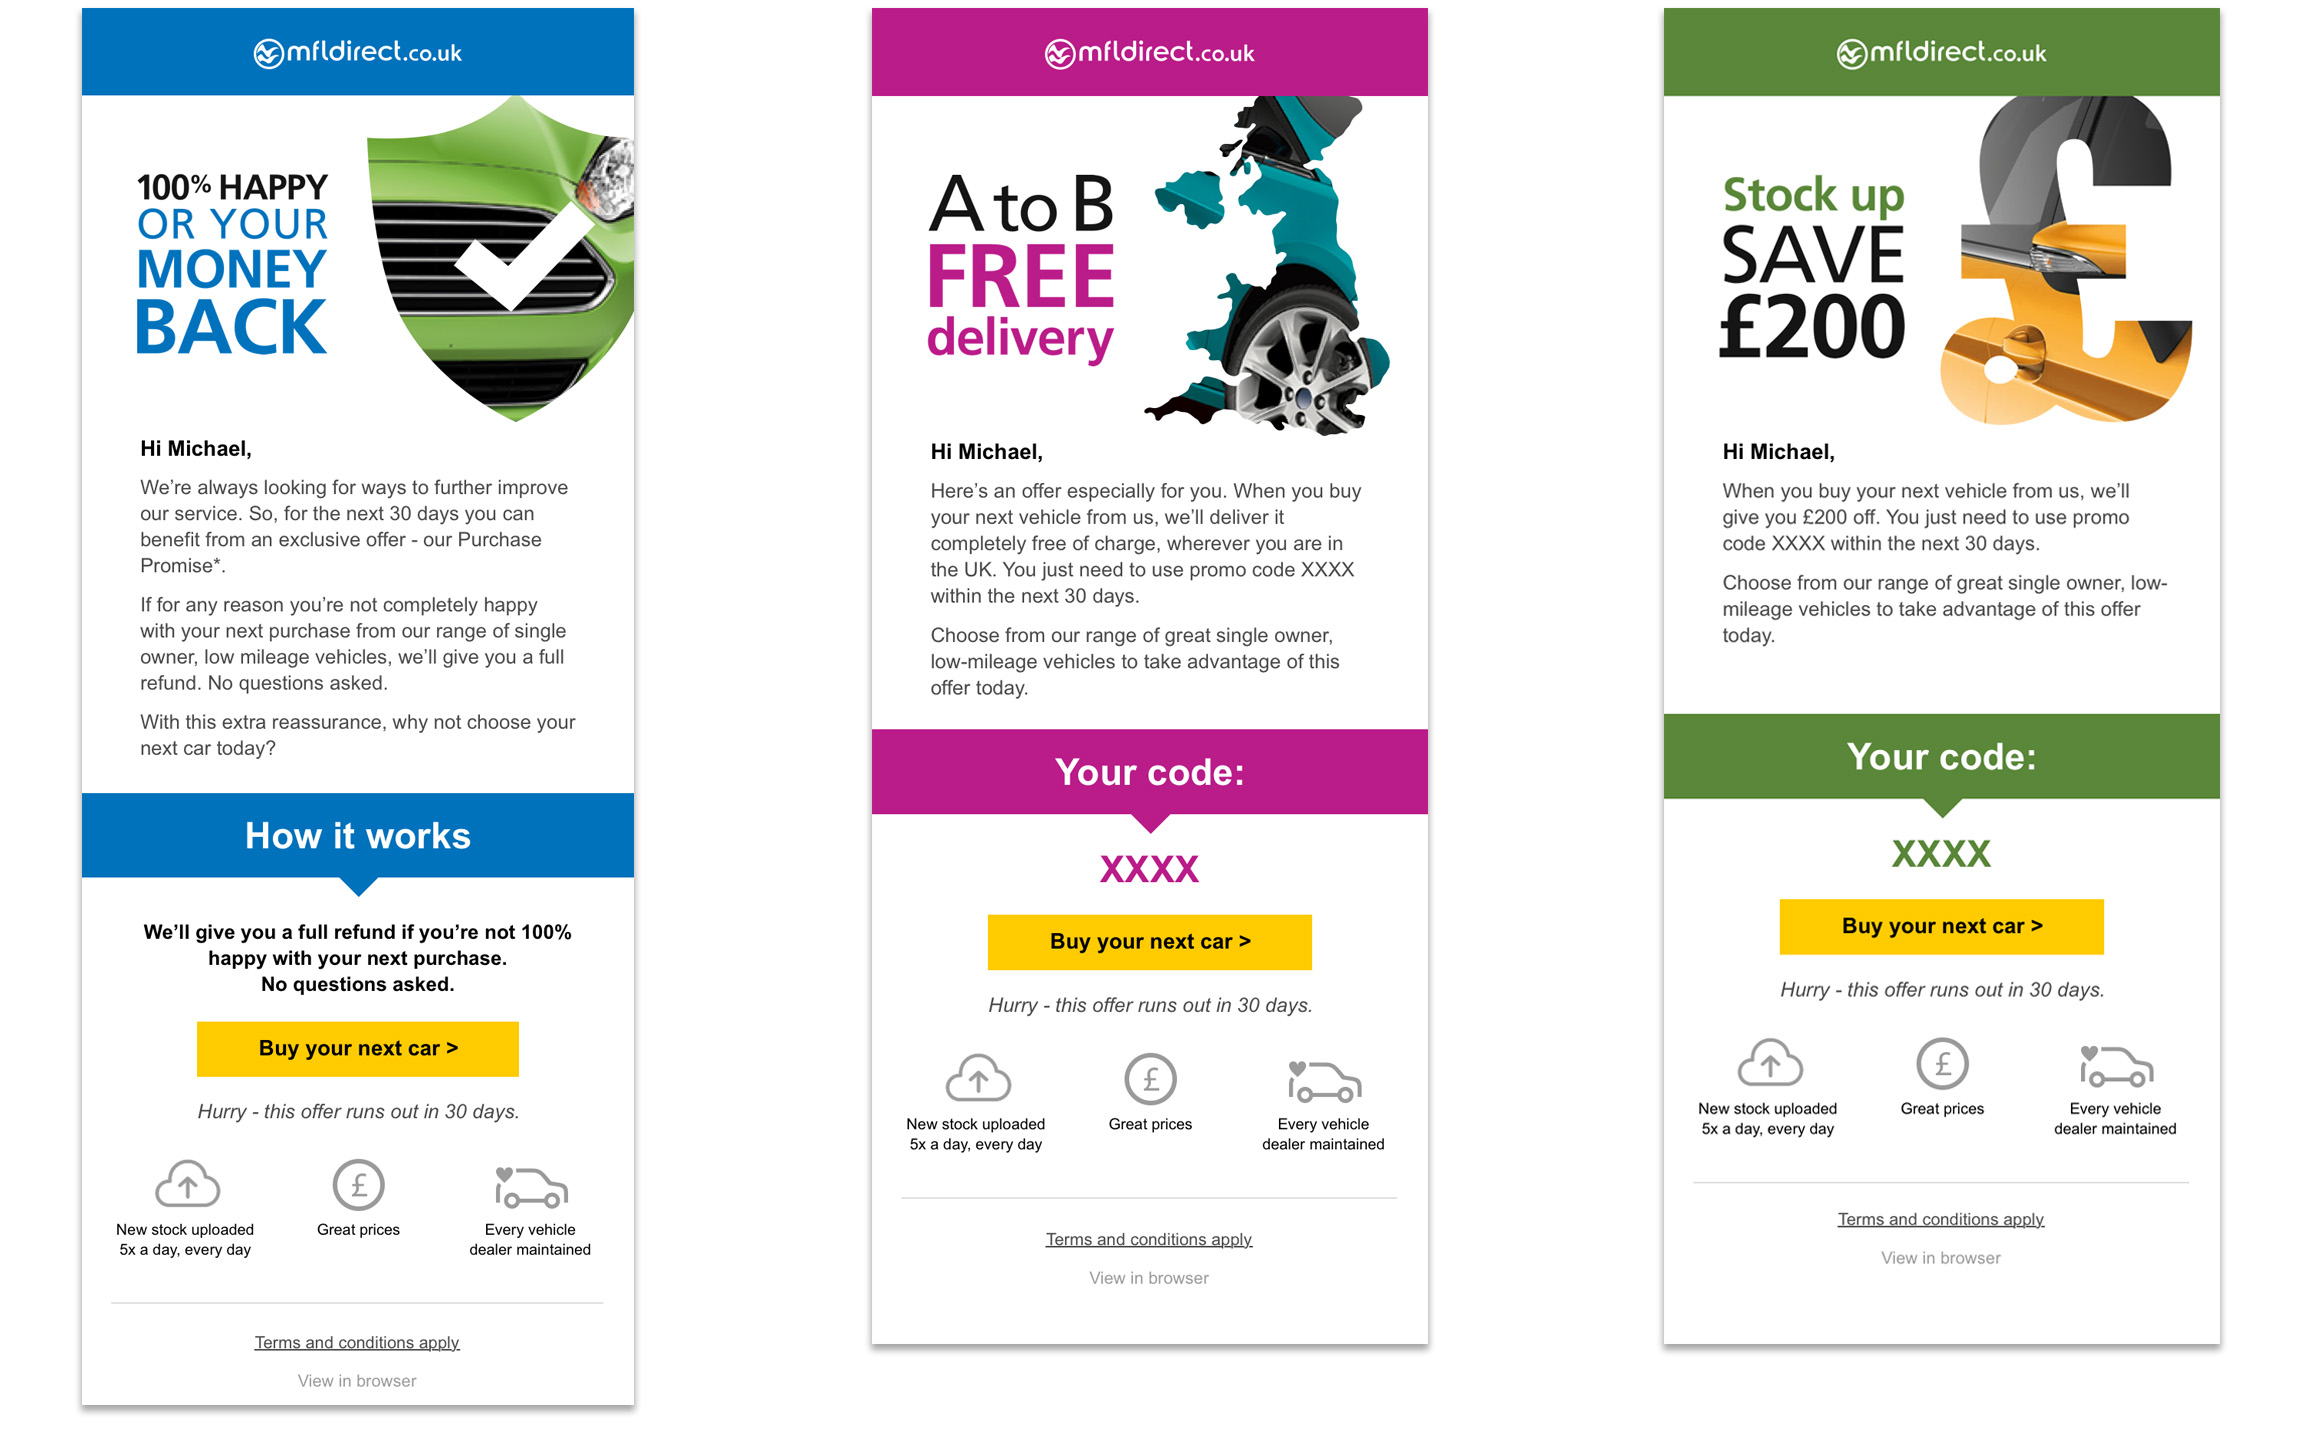 mfldirect.co.uk
100% HAPPY
OR YOUR
MONEY
BACK
Hi Michael,
We’re always looking for ways to further improve
our service. So, for the next 30 days you can
benefit from an exclusive offer - our Purchase
Promise*.
If for any reason you’re not completely happy
with your next purchase from our range of single
owner, low mileage vehicles, we’ll give you a full
refund. No questions asked.
With this extra reassurance, why not choose your
next car today?
How it works
We’ll give you a full refund if you’re not 100%
happy with your next purchase.
No questions asked.
Buy your next car >
Hurry - this offer runs out in 30 days.
New stock uploaded
5x a day, every day
£
Great prices
Every vehicle
dealer maintained
Terms and conditions apply
View in browser
mfldirect.co.uk
A to B
FREE
delivery
Hi Michael,
Here’s an offer especially for you. When you buy
your next vehicle from us, we’ll deliver it
completely free of charge, wherever you are in
the UK. You just need to use promo code XXXX
within the next 30 days.
Choose from our range of great single owner,
low-mileage vehicles to take advantage of this
offer today.
Your code:
XXXX
Buy your next car >
Hurry - this offer runs out in 30 days.
New stock uploaded
5x a day, every day
£
Great prices
Every vehicle
dealer maintained
Terms and conditions apply
View in browser
mfldirect.co.uk
Stock up
SAVE
£200
£
Hi Michael,
When you buy your next vehicle from us, we’ll
give you £200 off. You just need to use promo
code XXXX within the next 30 days.
Choose from our range of great single owner, low-
mileage vehicles to take advantage of this offer
today.
Your code:
XXXX
Buy your next car >
Hurry - this offer runs out in 30 days.
New stock uploaded
5x a day, every day
£
Great prices
Every vehicle
dealer maintained
Terms and conditions apply
View in browser